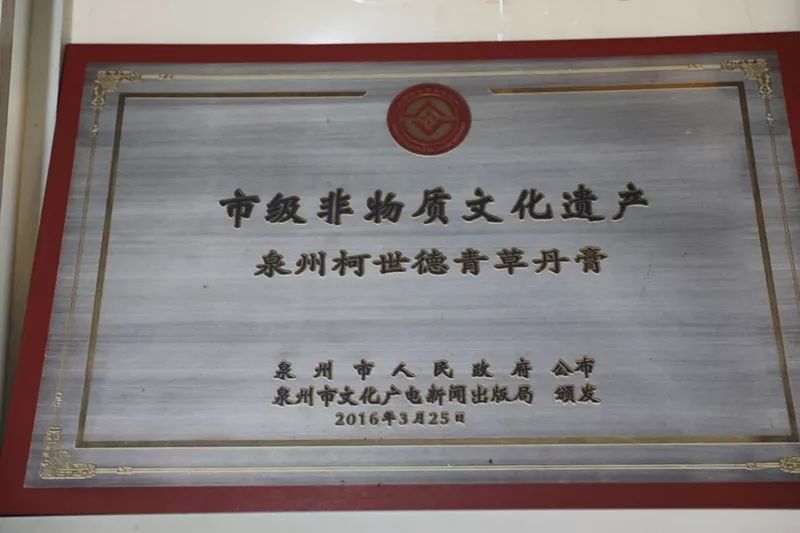 市级非物质文化遗产
泉州柯世德青草丹膏
泉州市人民政府 公布
泉州市文化广电新闻出版局 颁发
2016年3月25日